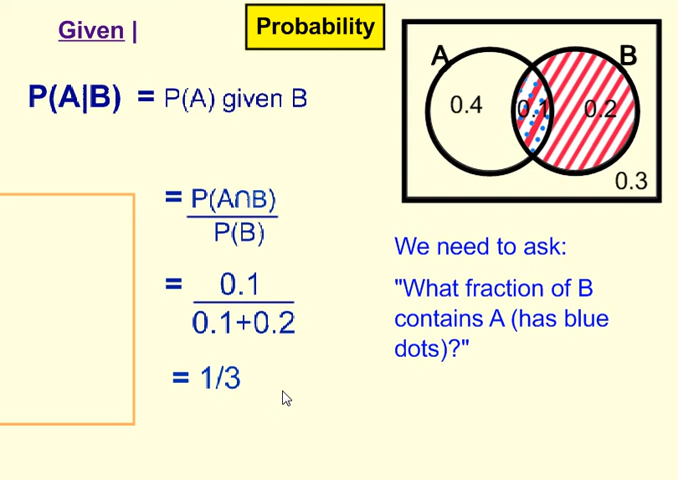 Given |
Probability
P(A|B) = P(A) given B
= P(A∩B)
P(B)
= 0.1
0.1+0.2
= 1/3
A
B
0.4
0.1
0.2
0.3
We need to ask:
"What fraction of B
contains A (has blue
dots)?"